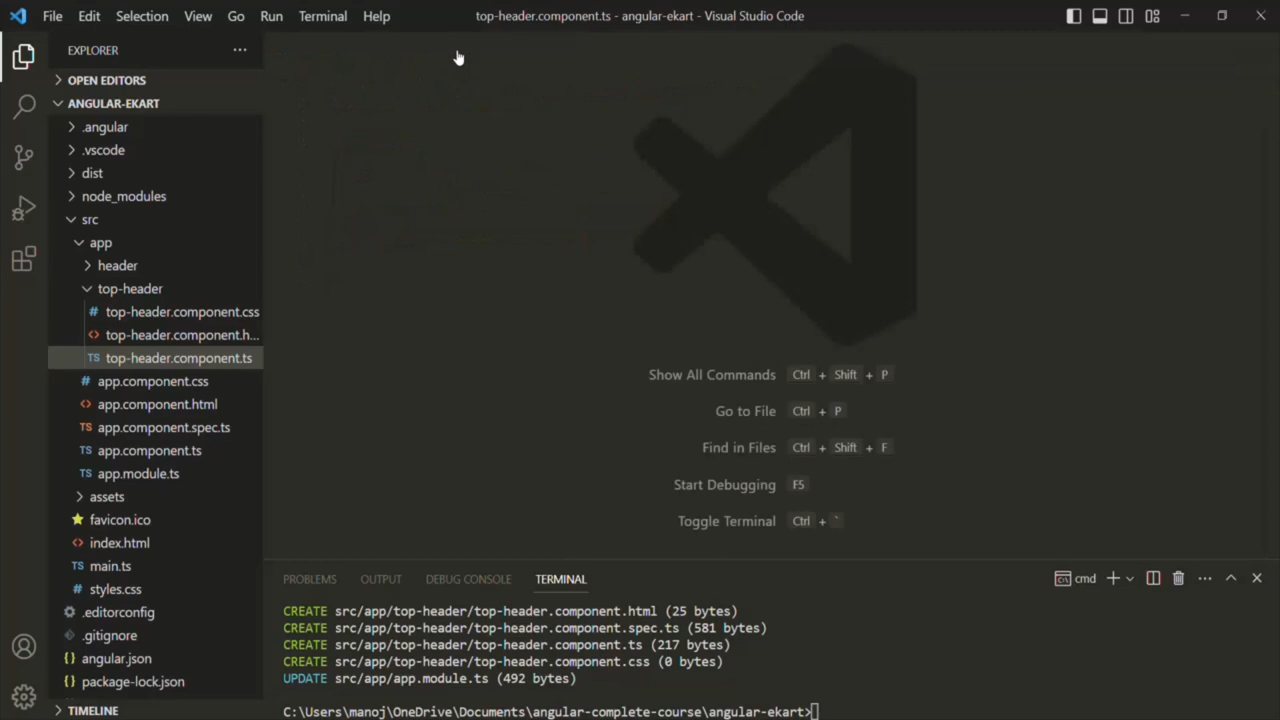 File Edit Selection View Go Run Terminal Help
top-header.component.ts - angular-ekart - Visual Studio Code
EXPLORER
OPEN EDITORS
ANGULAR-EKART
.angular
.vscode
dist
node_modules
src
app
header
top-header
# top-header.component.css
<> top-header.component.h...
TS top-header.component.ts
# app.component.css
<> app.component.html
TS app.component.spec.ts
TS app.component.ts
TS app.module.ts
assets
favicon.ico
<> index.html
TS main.ts
# styles.css
.editorconfig
.gitignore
{} angular.json
{} package-lock.json
TIMELINE
Show All Commands Ctrl + Shift + P
Go to File Ctrl + P
Find in Files Ctrl + Shift + F
Start Debugging F5
Toggle Terminal Ctrl + `
PROBLEMS OUTPUT DEBUG CONSOLE TERMINAL
cmd
CREATE src/app/top-header/top-header.component.html (25 bytes)
CREATE src/app/top-header/top-header.component.spec.ts (581 bytes)
CREATE src/app/top-header/top-header.component.ts (217 bytes)
CREATE src/app/top-header/top-header.component.css (0 bytes)
UPDATE src/app/app.module.ts (492 bytes)
C:\Users\manoj\OneDrive\Documents\angular-complete-course\angular-ekart>